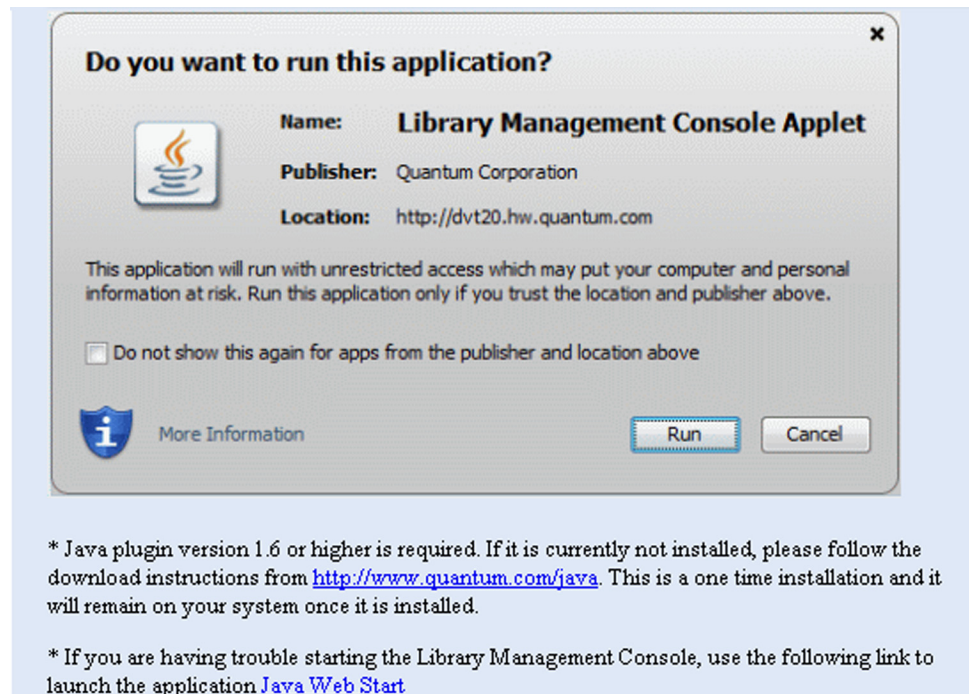 Do you want to run this application?
Name: Library Management Console Applet
Publisher: Quantum Corporation
Location: http://dvt20.hw.quantum.com
This application will run with unrestricted access which may put your computer and personal
information at risk. Run this application only if you trust the location and publisher above.
Do not show this again for apps from the publisher and location above
More Information Run Cancel
* Java plugin version 1.6 or higher is required. If it is currently not installed, please follow the
download instructions from http://www.quantum.com/java. This is a one time installation and it
will remain on your system once it is installed.
* If you are having trouble starting the Library Management Console, use the following link to
launch the application Java Web Start